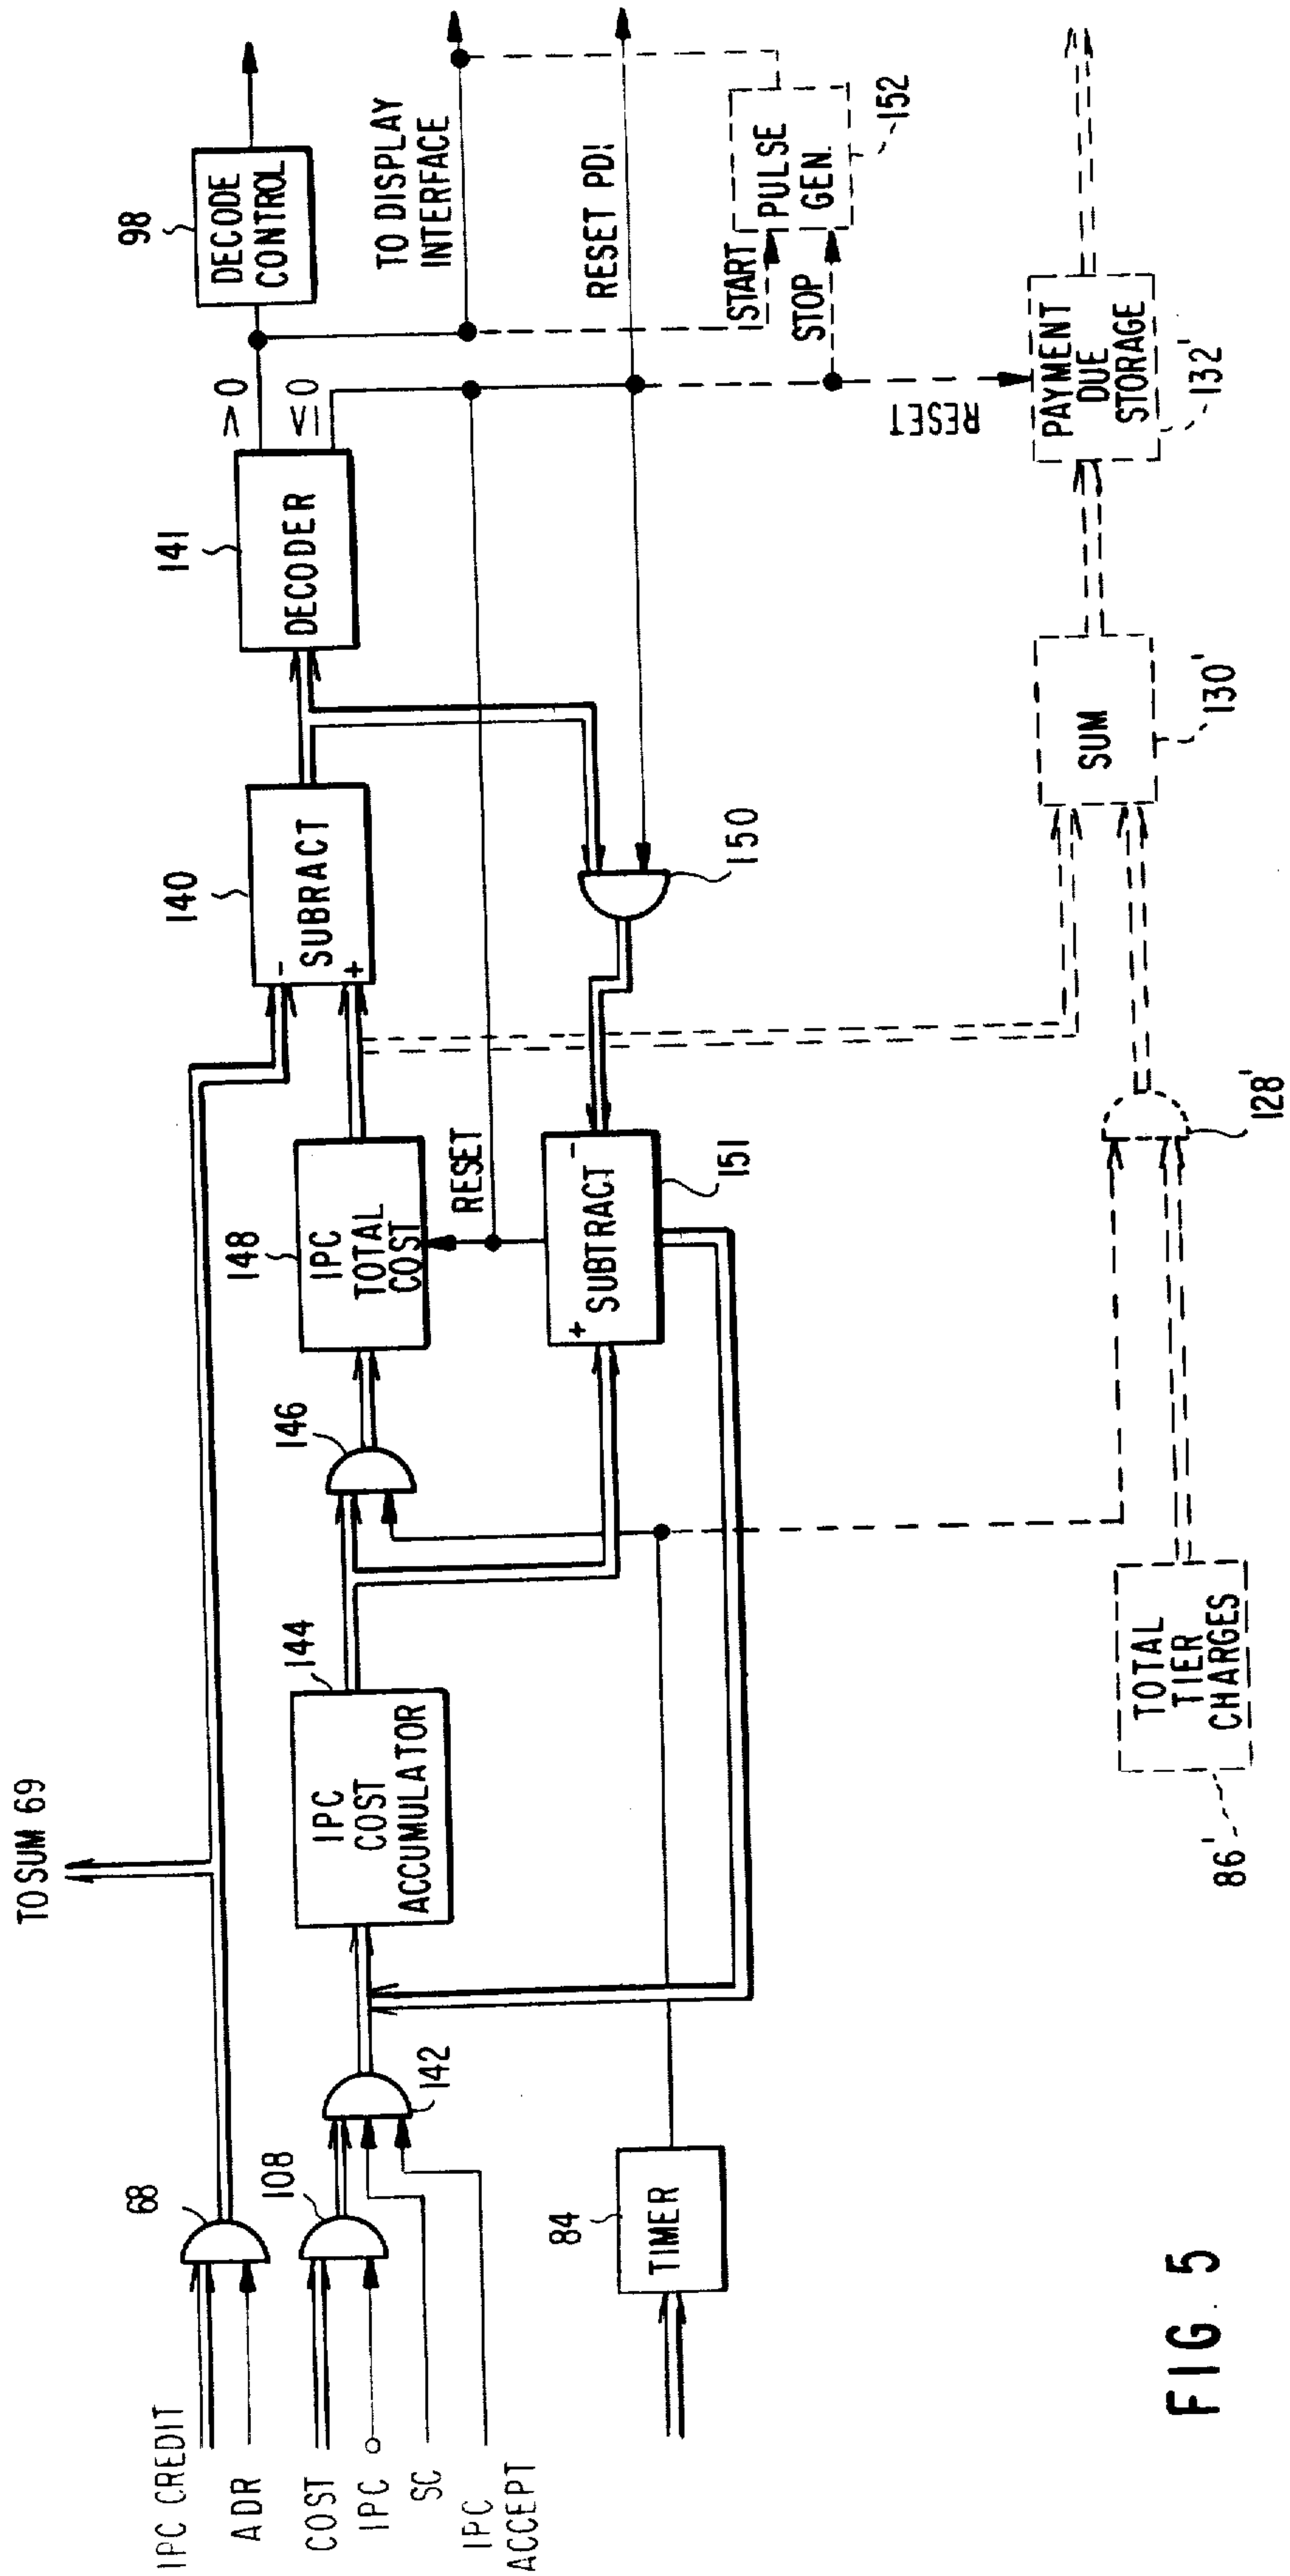 TO SUM 69
IPC CREDIT
ADR
COST
IPC
SC
IPC
ACCEPT
68
108
142
84
TIMER
IPC
COST
ACCUMULATOR
144
146
148
IPC
TOTAL
COST
RESET
+
-
SUBTRACT
151
140
-
+
SUBRACT
150
141
DECODER
>0
≤0
98
DECODE
CONTROL
TO DISPLAY
INTERFACE
RESET PDI
START
STOP
PULSE
GEN.
152
RESET
PAYMENT
DUE
STORAGE
132'
SUM
130'
128'
TOTAL
TIER
CHARGES
86'
FIG. 5